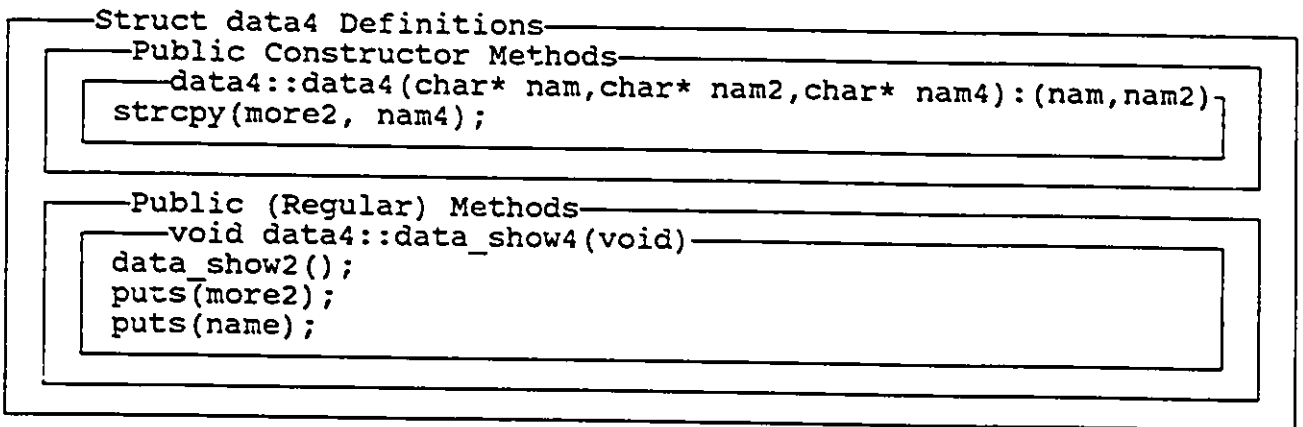 Struct data4 Definitions
Public Constructor Methods
data4::data4(char* nam,char* nam2,char* nam4):(nam,nam2)
strcpy(more2, nam4);
Public (Regular) Methods
void data4::data_show4(void)
data_show2();
puts(more2);
puts(name);